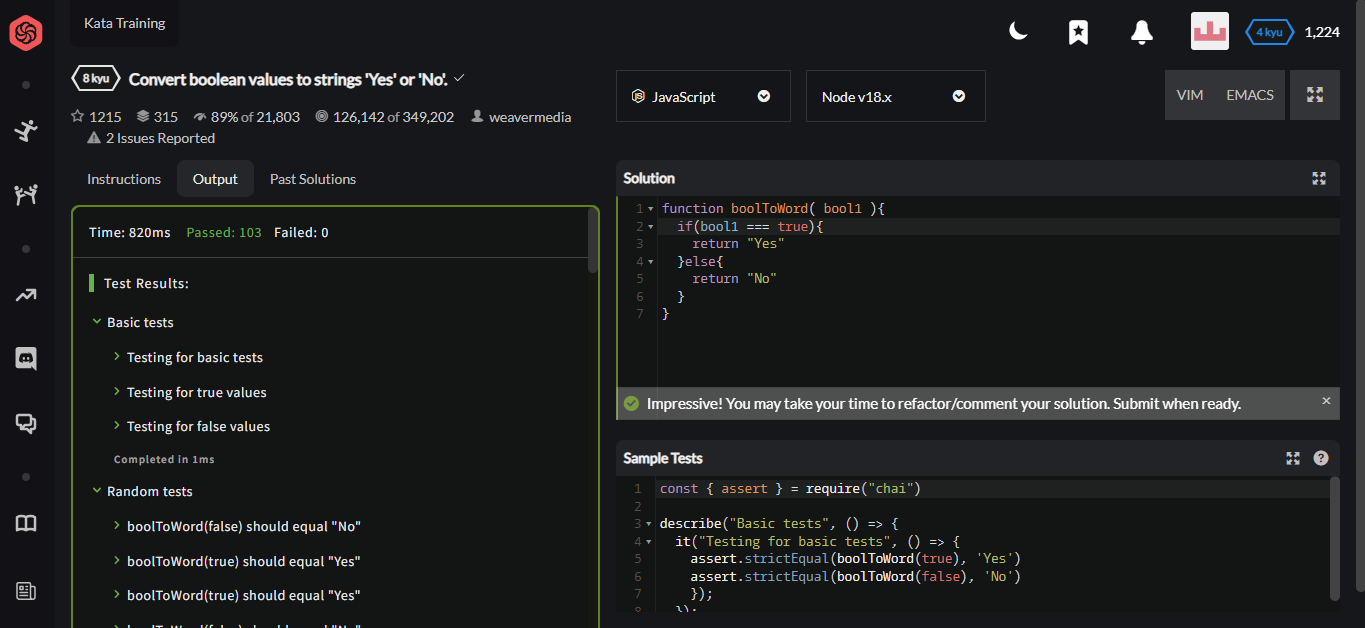 Kata Training
4 kyu 1,224
8 kyu Convert boolean values to strings 'Yes' or 'No'.
1215 315 89% of 21,803 126,142 of 349,202 weavermedia
2 Issues Reported
JavaScript Node v18.x VIM EMACS
Instructions Output Past Solutions
Time: 820ms Passed: 103 Failed: 0
Test Results:
Basic tests
Testing for basic tests
Testing for true values
Testing for false values
Completed in 1ms
Random tests
boolToWord(false) should equal "No"
boolToWord(true) should equal "Yes"
boolToWord(true) should equal "Yes"
boolToWord(false) should equal "No"
Solution
1 function boolToWord( bool1 ){
2 if(bool1 === true){
3 return "Yes"
4 }else{
5 return "No"
6 }
7 }
Impressive! You may take your time to refactor/comment your solution. Submit when ready. ×
Sample Tests ?
1 const { assert } = require("chai")
2
3 describe("Basic tests", () => {
4 it("Testing for basic tests", () => {
5 assert.strictEqual(boolToWord(true), 'Yes')
6 assert.strictEqual(boolToWord(false), 'No')
7 });
8 });